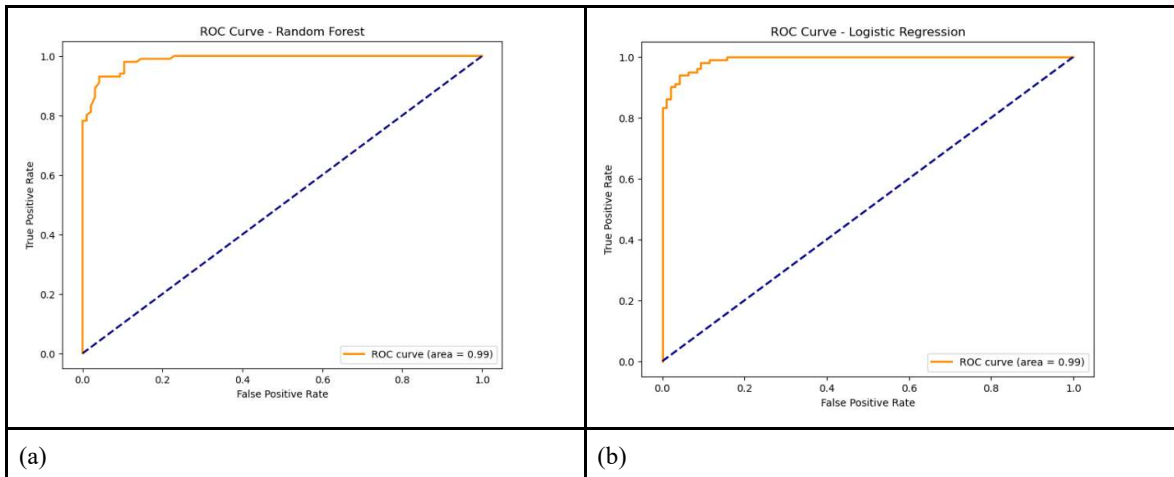 ROC Curve - Random Forest
1.0
0.8
0.6
0.4
0.2
0.0
True Positive Rate
ROC curve (area = 0.99)
0.0 0.2 0.4 0.6 0.8 1.0
False Positive Rate
(a)
ROC Curve - Logistic Regression
1.0
0.8
0.6
0.4
0.2
0.0
True Positive Rate
ROC curve (area = 0.99)
0.0 0.2 0.4 0.6 0.8 1.0
False Positive Rate
(b)